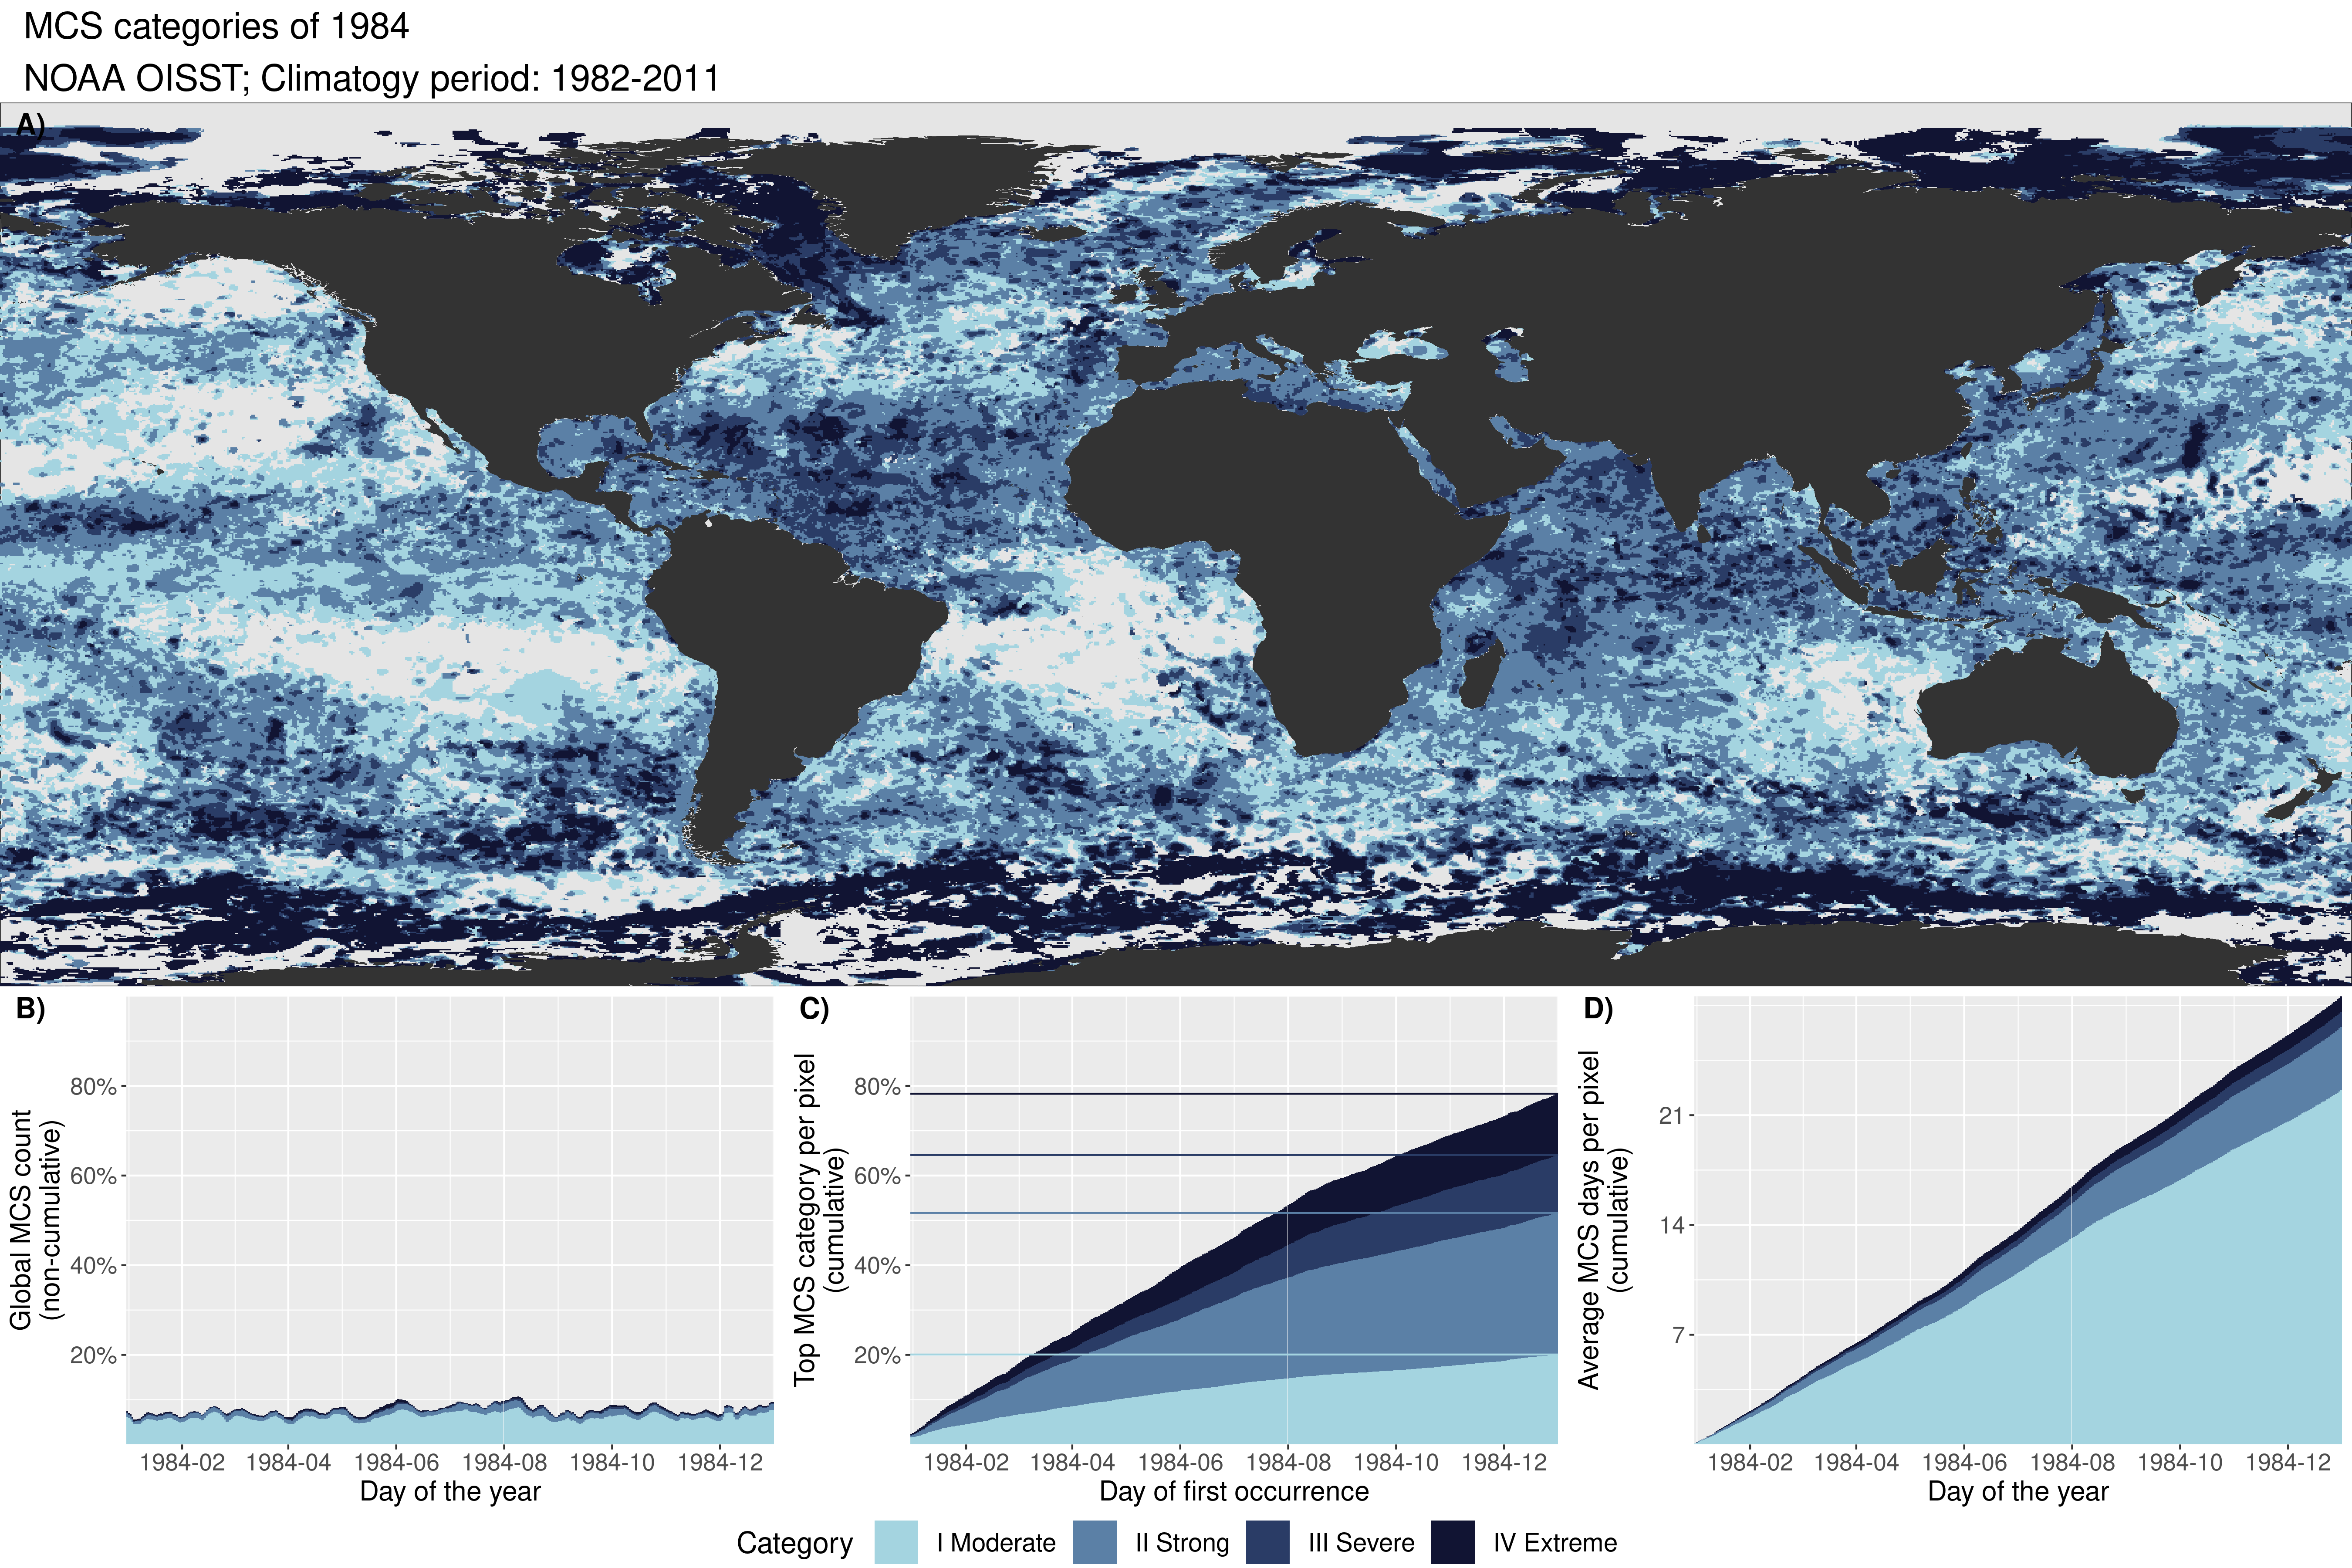 MCS categories of 1984
NOAA OISST; Climatogy period: 1982-2011
A)
B)
Global MCS count
(non-cumulative)
80%
60%
40%
20%
1984-02 1984-04 1984-06 1984-08 1984-10 1984-12
Day of the year
C)
Top MCS category per pixel
(cumulative)
80%
60%
40%
20%
1984-02 1984-04 1984-06 1984-08 1984-10 1984-12
Day of first occurrence
D)
Average MCS days per pixel
(cumulative)
21
14
7
1984-02 1984-04 1984-06 1984-08 1984-10 1984-12
Day of the year
Category I Moderate II Strong III Severe IV Extreme